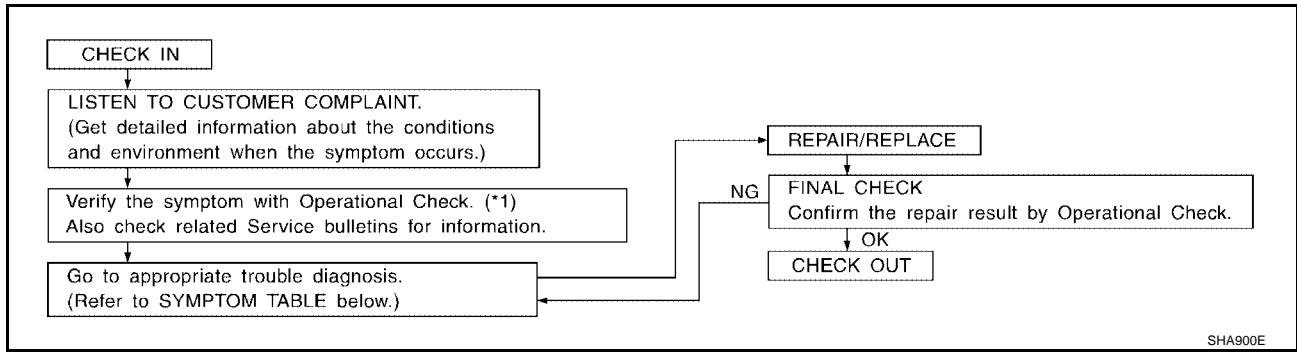 CHECK IN
LISTEN TO CUSTOMER COMPLAINT.
(Get detailed information about the conditions
and environment when the symptom occurs.)
Verify the symptom with Operational Check. (*1)
Also check related Service bulletins for information.
Go to appropriate trouble diagnosis.
(Refer to SYMPTOM TABLE below.)
REPAIR/REPLACE
NG
FINAL CHECK
Confirm the repair result by Operational Check.
OK
CHECK OUT
SHA900E